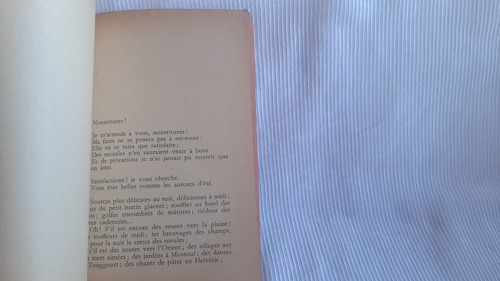 Nourritures !
Je m'attends à vous, nourritures !
Ma faim ne se posera pas à mi-route ;
Elle ne se taira que satisfaite ;
Des morales n'en sauraient venir à bout
Et de privations je n'ai jamais pu nourrir que
on âme.
Satisfactions ! je vous cherche.
Vous êtes belles comme les aurores d'été.
Sources plus délicates au soir, délicieuses à midi ;
du petit matin glacées ; souffles au bord des
ts ; golfes encombés de mâtures ; tiédeur des
es cadencées...
Oh ! S'il est encore des routes vers la plaine ;
s touffeurs de midi ; les breuvages des champs,
pour la nuit le creux des meules ;
S'il est des routes vers l'Orient ; des sillages sur
mers aimées ; des jardins à Mossoul ; des danses
Touggourt ; des chants de pâtre en Helvétie ;